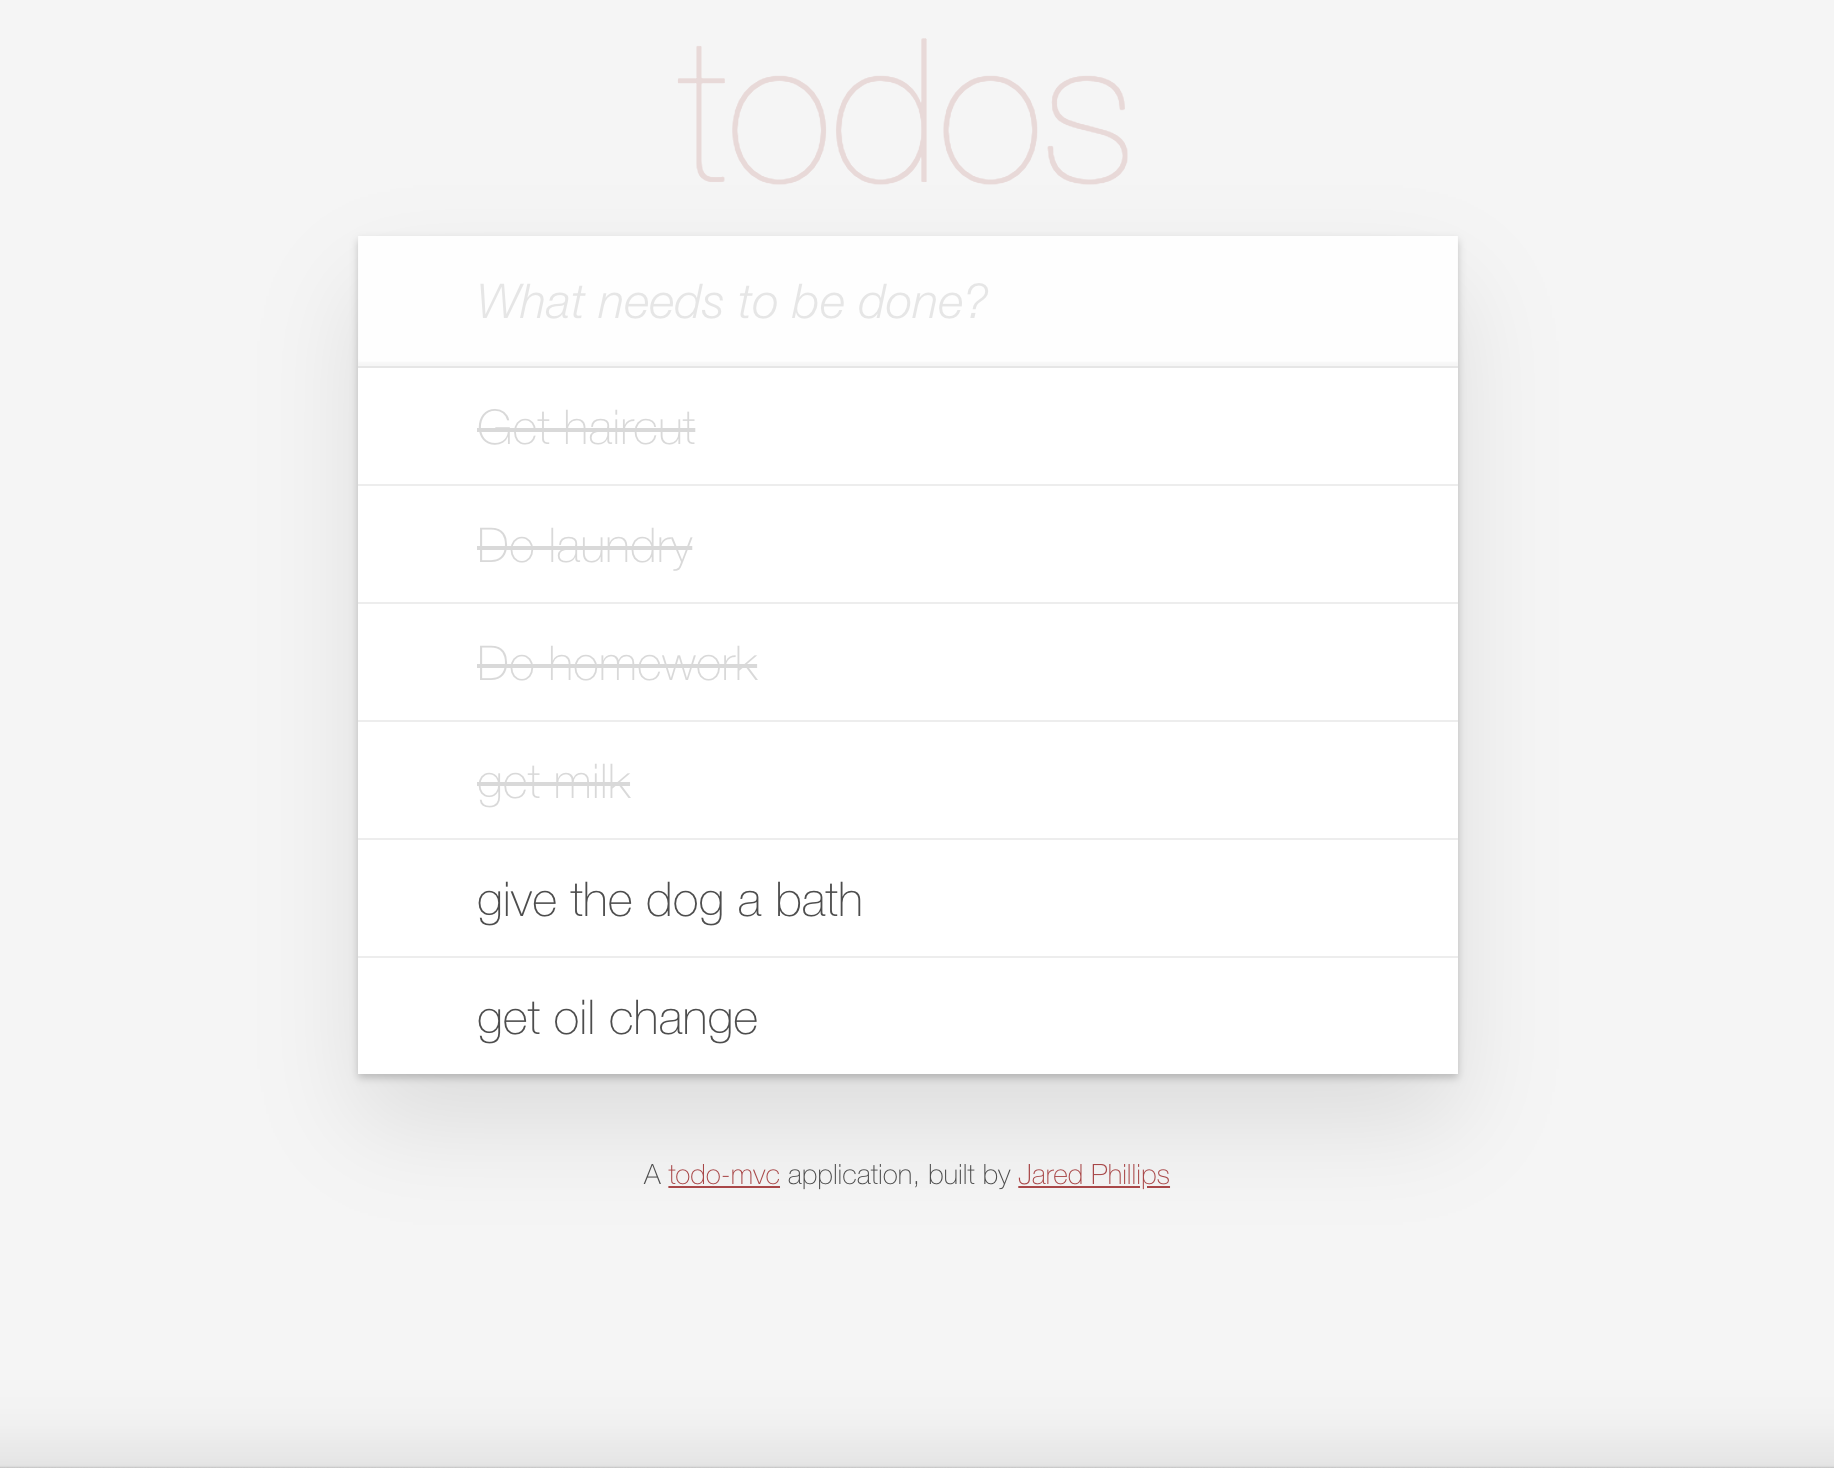 todos
What needs to be done?
Get haircut
Do laundry
Do homework
get milk
give the dog a bath
get oil change
A todo-mvc application, built by Jared Phillips